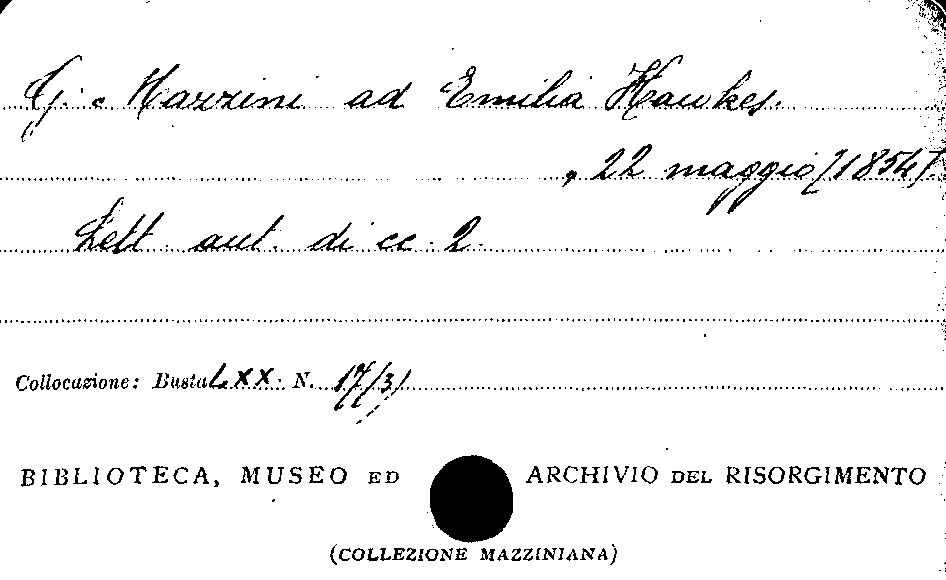 G. Mazzini ad Emilia Hawkes.
, 22 maggio [1854].
Lett. aut. di cc. 2.
Collocazione: Busta LXX. N. 17/3/
BIBLIOTECA, MUSEO ED ARCHIVIO DEL RISORGIMENTO
(COLLEZIONE MAZZINIANA)